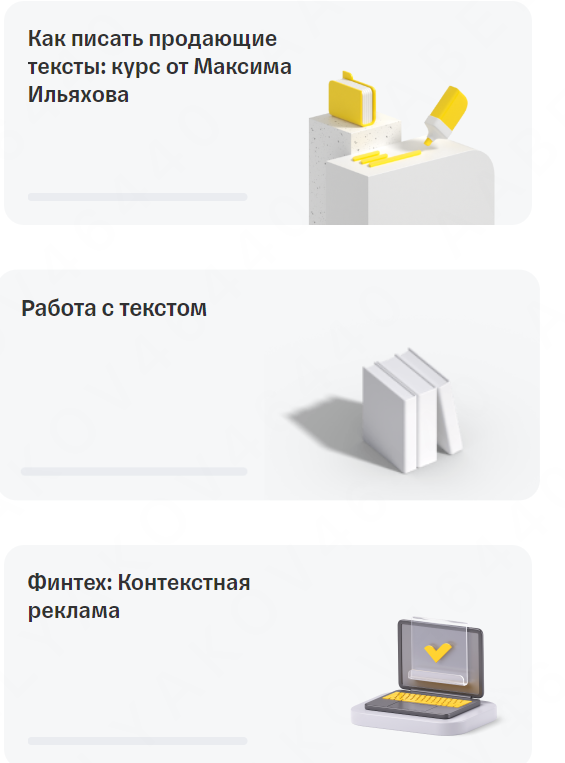 Как писать продающие
тексты: курс от Максима
Ильяхова
Работа с текстом
Финтех: Контекстная
реклама